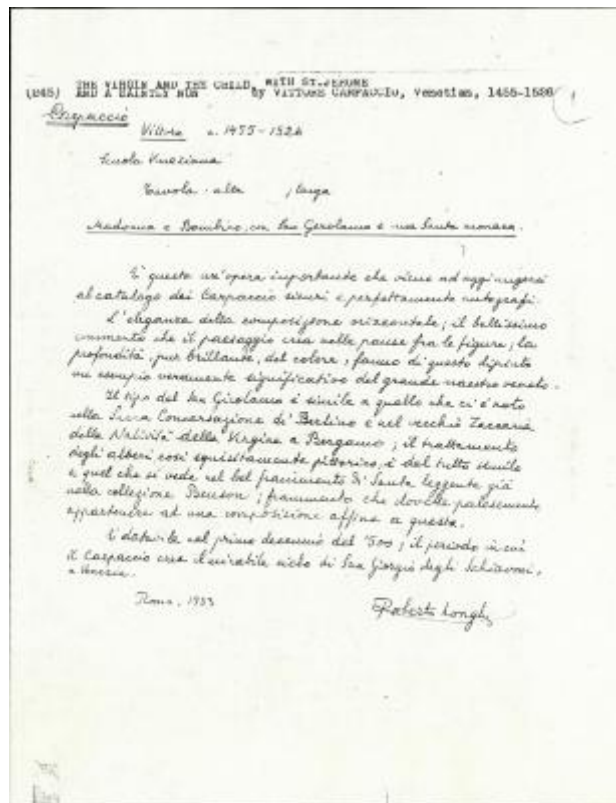 THE VIRGIN AND THE CHILD, WITH ST. JEROME
(245) AND A SAINTLY NUN by VITTORE CARPACCIO, Venetian, 1455-1526
Carpaccio
Vittore n. 1455-1526
Scuola Veneziana
Tavola - alta , larga
Madonna e Bambino, con San Gerolamo e una Santa monaca.
È questa un'opera importante che viene ad aggiungersi
al catalogo dei Carpaccio sicuri e perfettamente autografi.
L'eleganza della composizione orizzontale; il bellissimo
commento che il paesaggio crea nelle pause fra le figure; la
profondità, pur brillante, del colore, fanno di questo dipinto
un esempio veramente significativo del grande maestro veneto.
Il tipo del San Girolamo è simile a quello che ci è noto
nella Sacra Conversazione di Berlino e nel vecchio Zaccaria
della Natività della Vergine a Bergamo; il trattamento
degli alberi così squisitamente pittorico, è del tutto simile
a quel che si vede nel bel frammento di Santa leggente già
nella collezione Benson; frammento che dovette palesemente
appartenere ad una composizione affine a questa.
È databile nel primo decennio del '500; il periodo in cui
il Carpaccio crea il mirabile ciclo di San Giorgio degli Schiavoni,
a Venezia.
Roma, 1953
Roberto Longhi